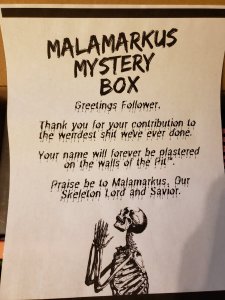 MALAMARKUS
MYSTERY
BOX
Greetings Follower,
Thank you for your contribution to
the weirdest shit we've ever done.
Your name will forever be plastered
on the walls of the Pit™.
Praise be to Malamarkus, Our
Skeleton Lord and Savior.